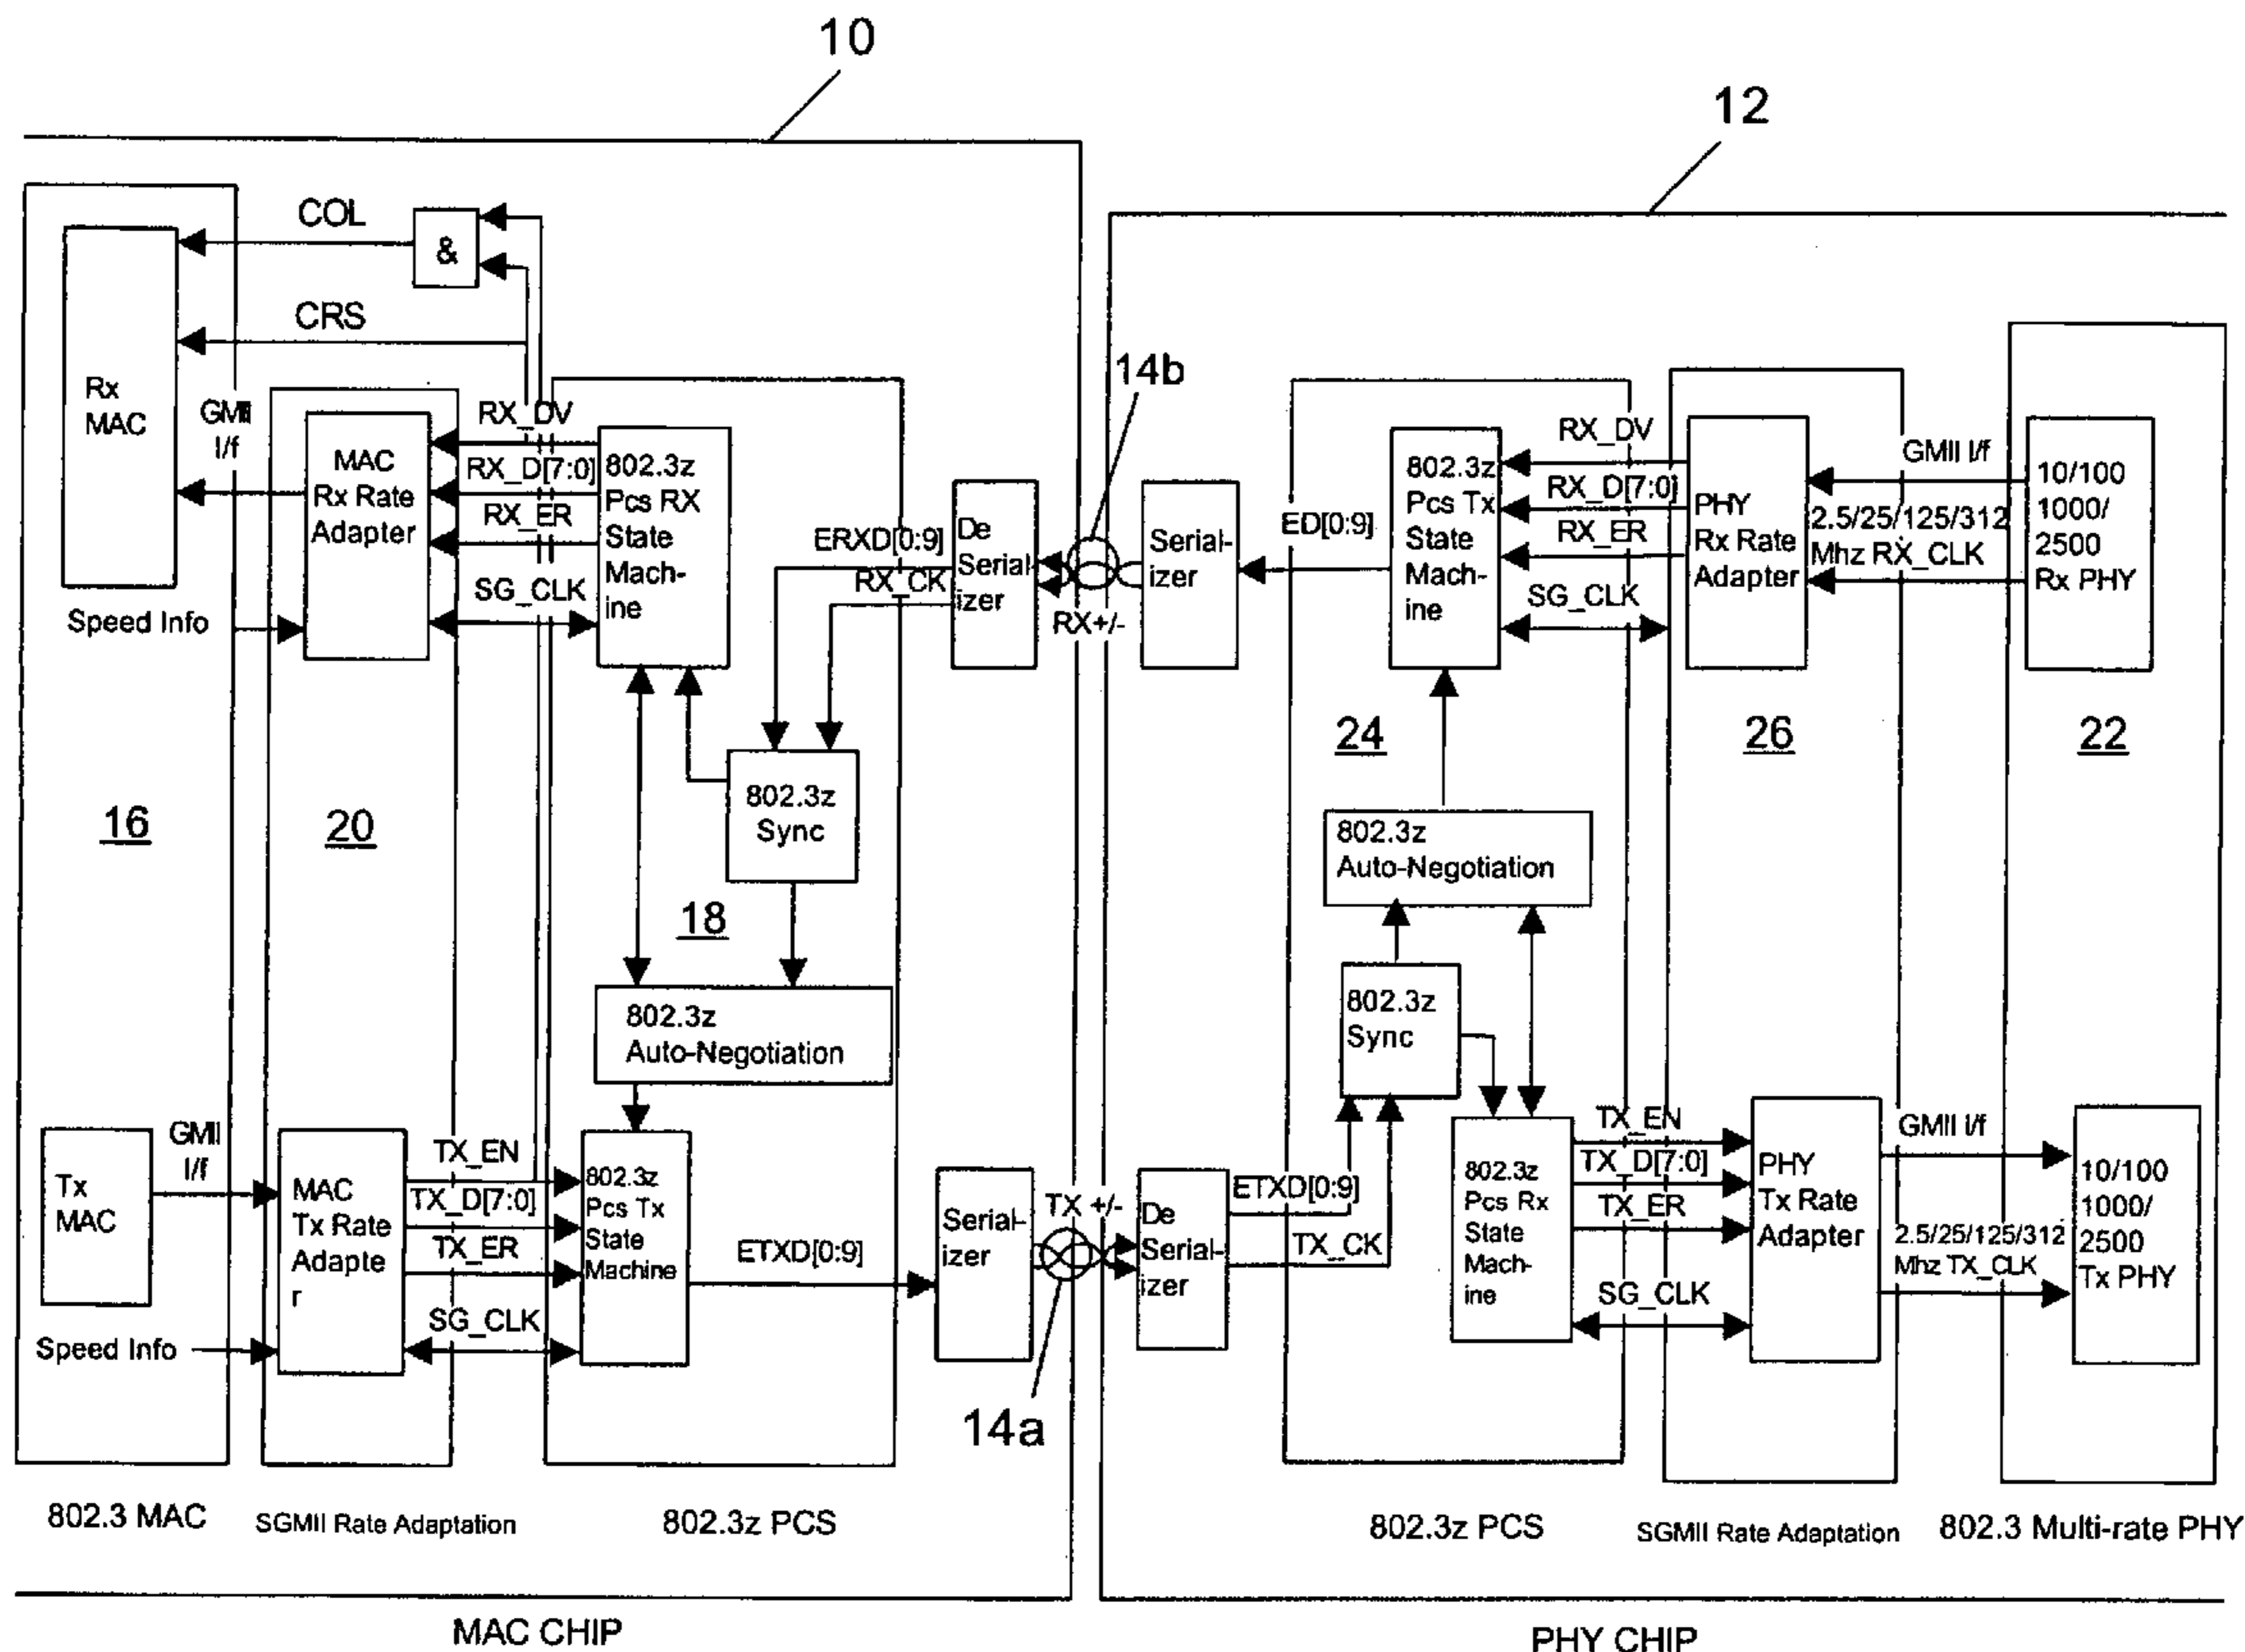 10
12
COL
&
CRS
Rx
MAC
GMII
I/f
MAC
Rx Rate
Adapter
RX_DV
RX_D[7:0]
RX_ER
SG_CLK
Speed Info
802.3z
Pcs RX
State
Mach-
ine
ERXD[0:9]
RX_CK
De
Serial-
izer
14b
RX+/-
Serial-
izer
ED[0:9]
802.3z
Pcs Tx
State
Mach-
ine
RX_DV
RX_D[7:0]
RX_ER
SG_CLK
PHY
Rx Rate
Adapter
GMII I/f
2.5/25/125/312
Mhz RX_CLK
10/100
1000/
2500
Rx PHY
16
20
18
802.3z
Sync
802.3z
Auto-Negotiation
24
26
22
802.3z
Auto-Negotiation
802.3z
Sync
Tx
MAC
GMII
I/f
Speed Info
MAC
Tx Rate
Adapte
r
TX_EN
TX_D[7:0]
TX_ER
SG_CLK
802.3z
Pcs Tx
State
Machine
ETXD[0:9]
Serial-
izer
TX +/-
14a
De
Serial-
izer
ETXD[0:9]
TX_CK
802.3z
Pcs Rx
State
Mach-
ine
TX_EN
TX_D[7:0]
TX_ER
SG_CLK
PHY
Tx Rate
Adapter
GMII I/f
2.5/25/125/312
Mhz TX_CLK
10/100
1000/
2500
Tx PHY
802.3 MAC
SGMII Rate Adaptation
802.3z PCS
802.3z PCS
SGMII Rate Adaptation
802.3 Multi-rate PHY
MAC CHIP
PHY CHIP